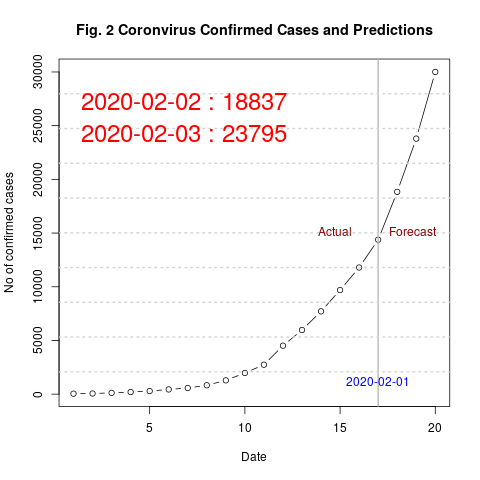 Fig. 2 Coronvirus Confirmed Cases and Predictions
2020-02-02 : 18837
2020-02-03 : 23795
Actual
Forecast
2020-02-01
No of confirmed cases
0
5000
10000
15000
20000
25000
30000
5
10
15
20
Date